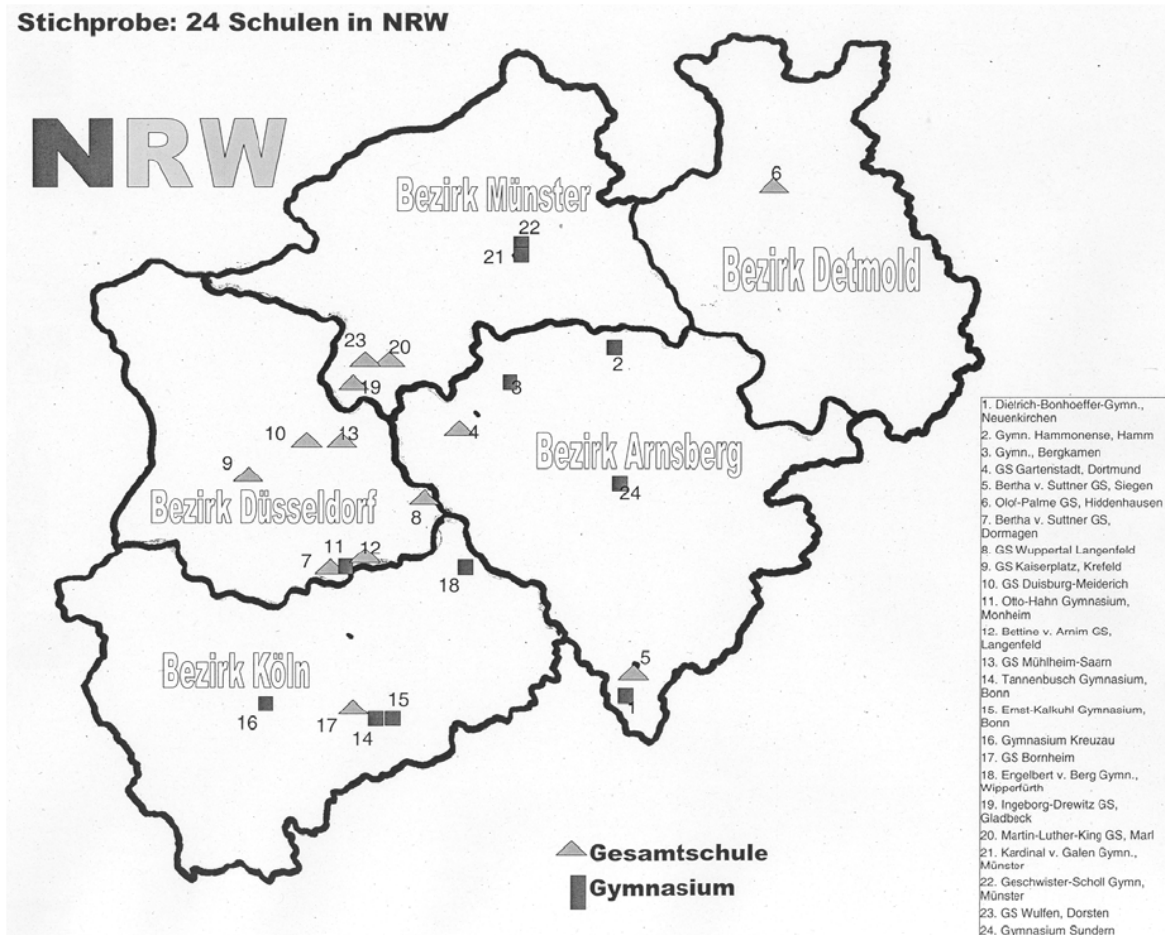 Stichprobe: 24 Schulen in NRW
NRW
Bezirk Münster
6
22
21
Bezirk Detmold
23 20
19
2
3
10 13
4
9
Bezirk Arnsberg
24
Bezirk Düsseldorf
8
7 11 12
18
Bezirk Köln
5
1
16
17 15
14
Gesamtschule
Gymnasium
1. Dietrich-Bonhoeffer-Gymn.,
Neuenkirchen
2. Gymn. Hammonense, Hamm
3. Gymn., Bergkamen
4. GS Gartenstadt, Dortmund
5. Bertha v. Suttner GS, Siegen
6. Olof-Palme GS, Hiddenhausen
7. Bertha v. Suttner GS,
Dormagen
8. GS Wuppertal Langenfeld
9. GS Kaiserplatz, Krefeld
10. GS Duisburg-Meiderich
11. Otto-Hahn Gymnasium,
Monheim
12. Bettine v. Arnim GS,
Langenfeld
13. GS Mühlheim-Saarn
14. Tannenbusch Gymnasium,
Bonn
15. Ernst-Kalkuhl Gymnasium,
Bonn
16. Gymnasium Kreuzau
17. GS Bornheim
18. Engelbert v. Berg Gymn.,
Wipperfürth
19. Ingeborg-Drewitz GS,
Gladbeck
20. Martin-Luther-King GS, Marl
21. Kardinal v. Galen Gymn.,
Münster
22. Geschwister-Scholl Gymn,
Münster
23. GS Wulfen, Dorsten
24. Gymnasium Sundern